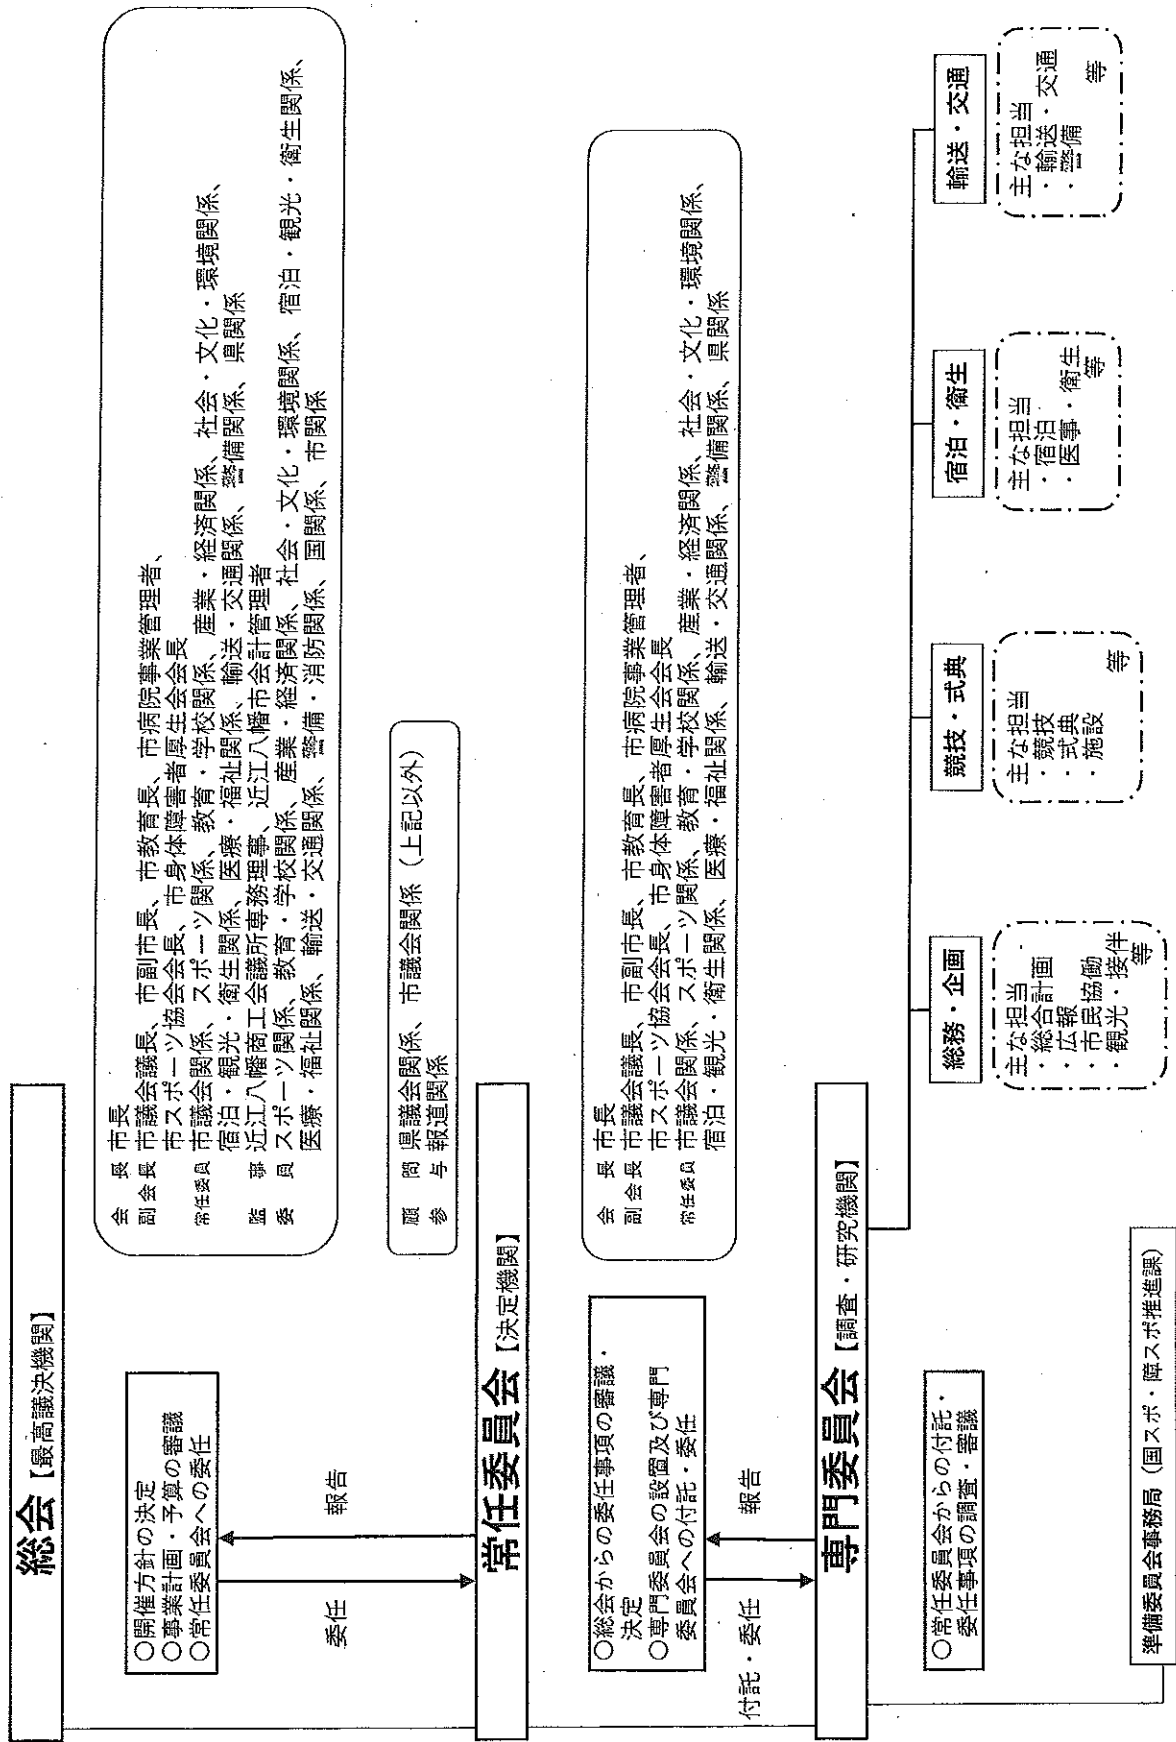 総会【最高議決機関】
○開催方針の決定
○事業計画・予算の審議
○常任委員会への委任
会長 市長
副会長 市議会議長、市副市長、市教育長、市病院事業管理者、
市スポーツ協会会長、市身体障害者厚生会会長
常任委員 市議会関係、スポーツ関係、教育・学校関係、産業・経済関係、社会・文化・環境関係、
宿泊・観光・衛生関係、医療・福祉関係、輸送・交通関係、警備関係、県関係
監事 近江八幡商工会議所専務理事、近江八幡市会計管理者
委員 スポーツ関係、教育・学校関係、産業・経済関係、社会・文化・環境関係、宿泊・観光・衛生関係、
医療・福祉関係、輸送・交通関係、警備・消防関係、国関係、市関係
委任
報告
顧問 県議会関係、市議会関係（上記以外）
参与 報道関係
常任委員会【決定機関】
○総会からの委任事項の審議・
決定
○専門委員会の設置及び専門
委員会への付託・委任
会長 市長
副会長 市議会議長、市副市長、市教育長、市病院事業管理者、
市スポーツ協会会長、市身体障害者厚生会会長
常任委員 市議会関係、スポーツ関係、教育・学校関係、産業・経済関係、社会・文化・環境関係、
宿泊・観光・衛生関係、医療・福祉関係、輸送・交通関係、警備関係、県関係
付託・委任
報告
専門委員会【調査・研究機関】
○常任委員会からの付託・
委任事項の調査・審議
総務・企画
主な担当
・総合計画
・広報
・市民協働
・観光・接伴
等
競技・式典
主な担当
・競技
・式典
・施設
等
宿泊・衛生
主な担当
・宿泊
・医事・衛生
等
輸送・交通
主な担当
・輸送・交通
・警備
等
準備委員会事務局（国スポ・障スポ推進課）